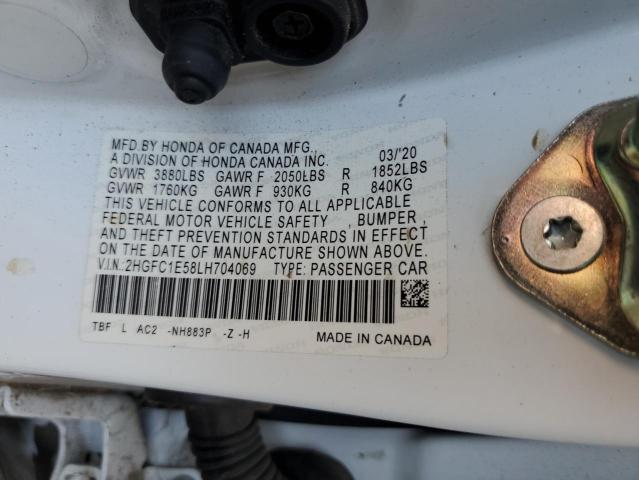 MFD.BY HONDA OF CANADA MFG., 03/'20
A DIVISION OF HONDA CANADA INC.
GVWR 3880LBS GAWR F 2050LBS R 1852LBS
GVWR 1760KG GAWR F 930KG R 840KG
THIS VEHICLE CONFORMS TO ALL APPLICABLE
FEDERAL MOTOR VEHICLE SAFETY , BUMPER ,
AND THEFT PREVENTION STANDARDS IN EFFECT
ON THE DATE OF MANUFACTURE SHOWN ABOVE.
V.I.N.:2HGFC1E58LH704069 TYPE: PASSENGER CAR
TBF L AC2 -NH883P -Z -H MADE IN CANADA